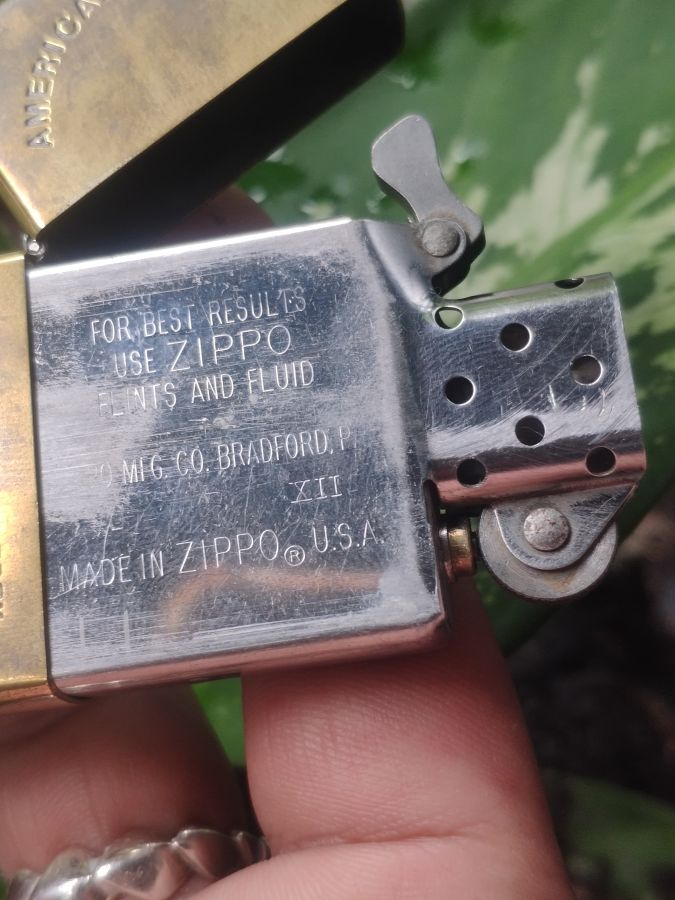 AMERICA
FOR BEST RESULTS
USE ZIPPO
FLINTS AND FLUID
MFG. CO. BRADFORD,
XII
MADE IN ZIPPO® U.S.A.